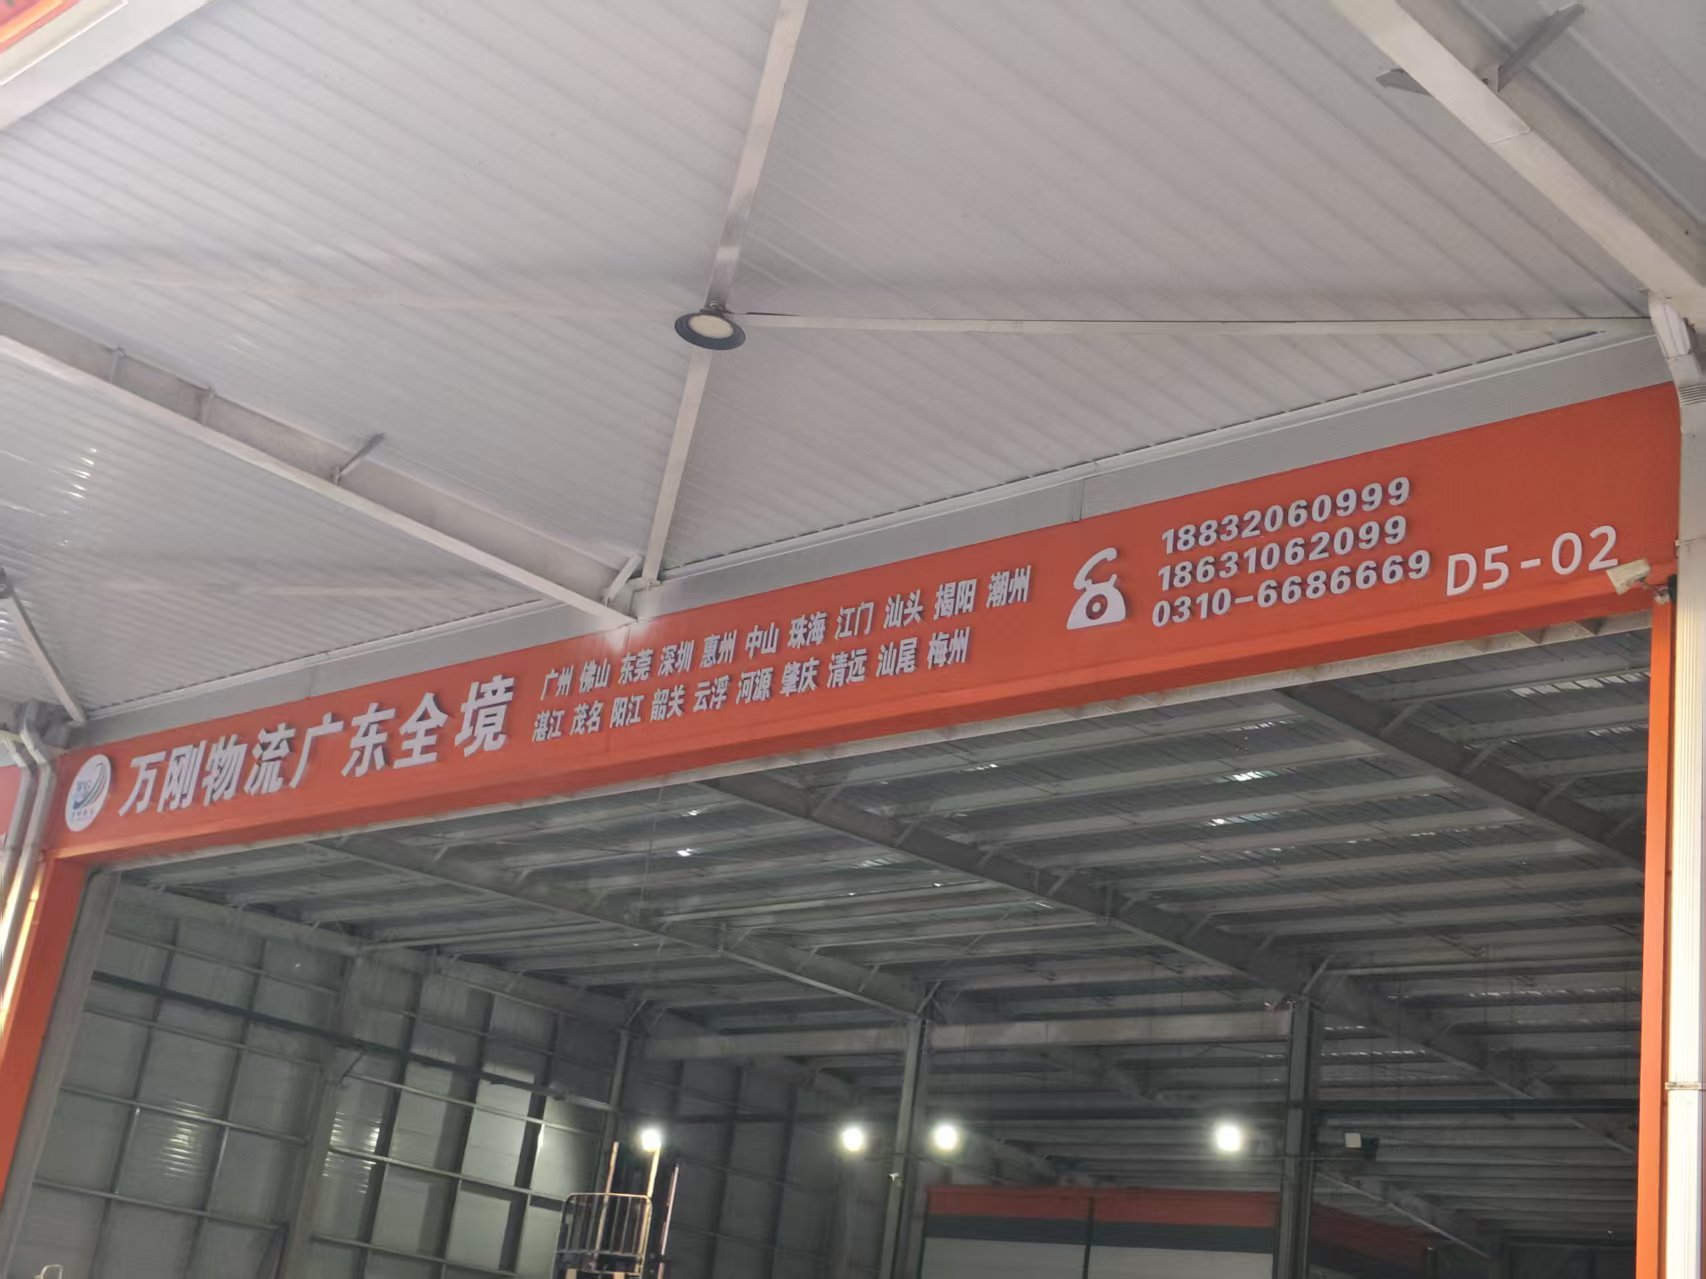 万刚物流广东全境
广州 佛山 东莞 深圳 惠州 中山 珠海 江门 汕头 揭阳 潮州
湛江 茂名 阳江 韶关 云浮 河源 肇庆 清远 汕尾 梅州
18832060999
18631062099
0310-6686669
D5-02